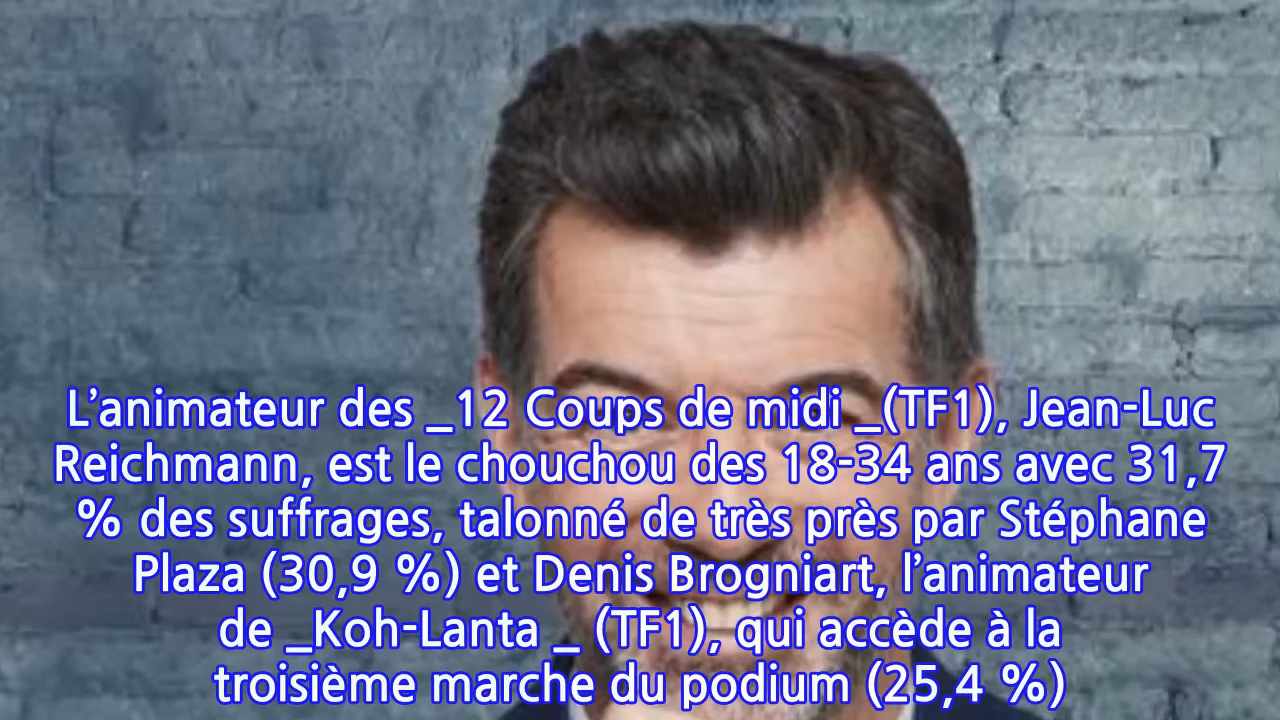 L’animateur des _12 Coups de midi _(TF1), Jean-Luc
Reichmann, est le chouchou des 18-34 ans avec 31,7
% des suffrages, talonné de très près par Stéphane
Plaza (30,9 %) et Denis Brogniart, l’animateur
de _Koh-Lanta _ (TF1), qui accède à la
troisième marche du podium (25,4 %)